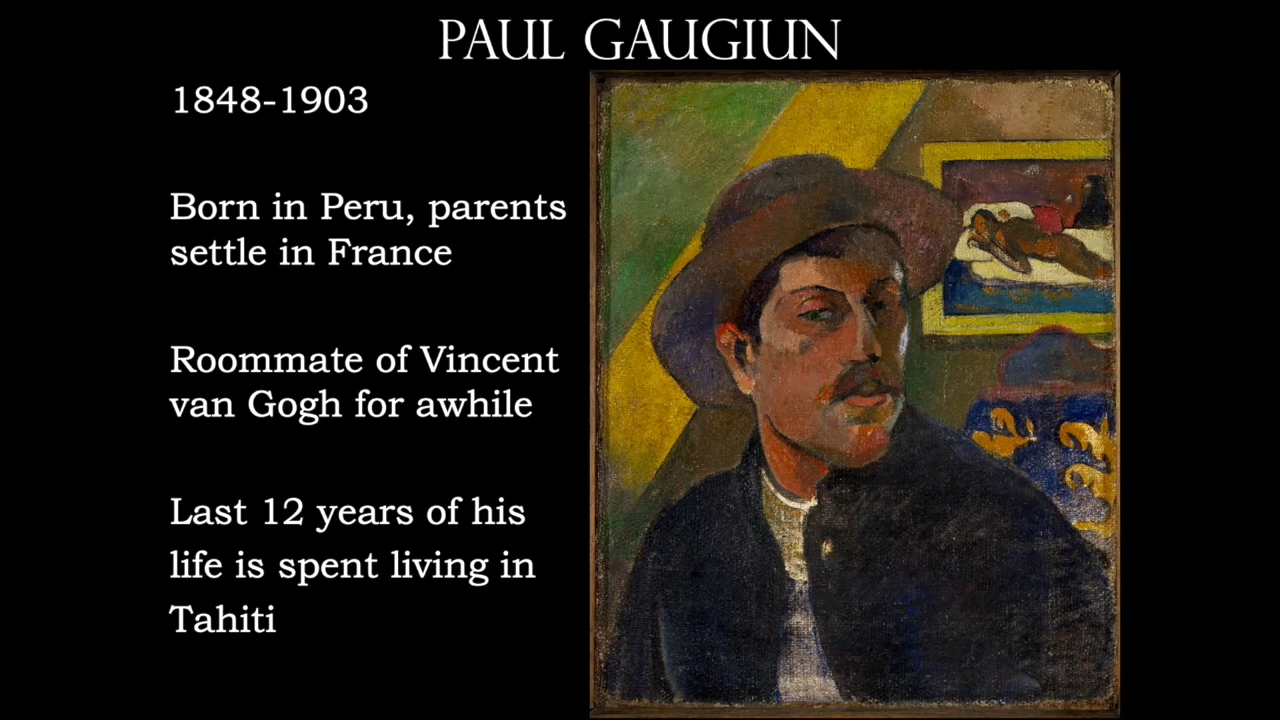 PAUL GAUGIUN
1848-1903
Born in Peru, parents
settle in France
Roommate of Vincent
van Gogh for awhile
Last 12 years of his
life is spent living in
Tahiti